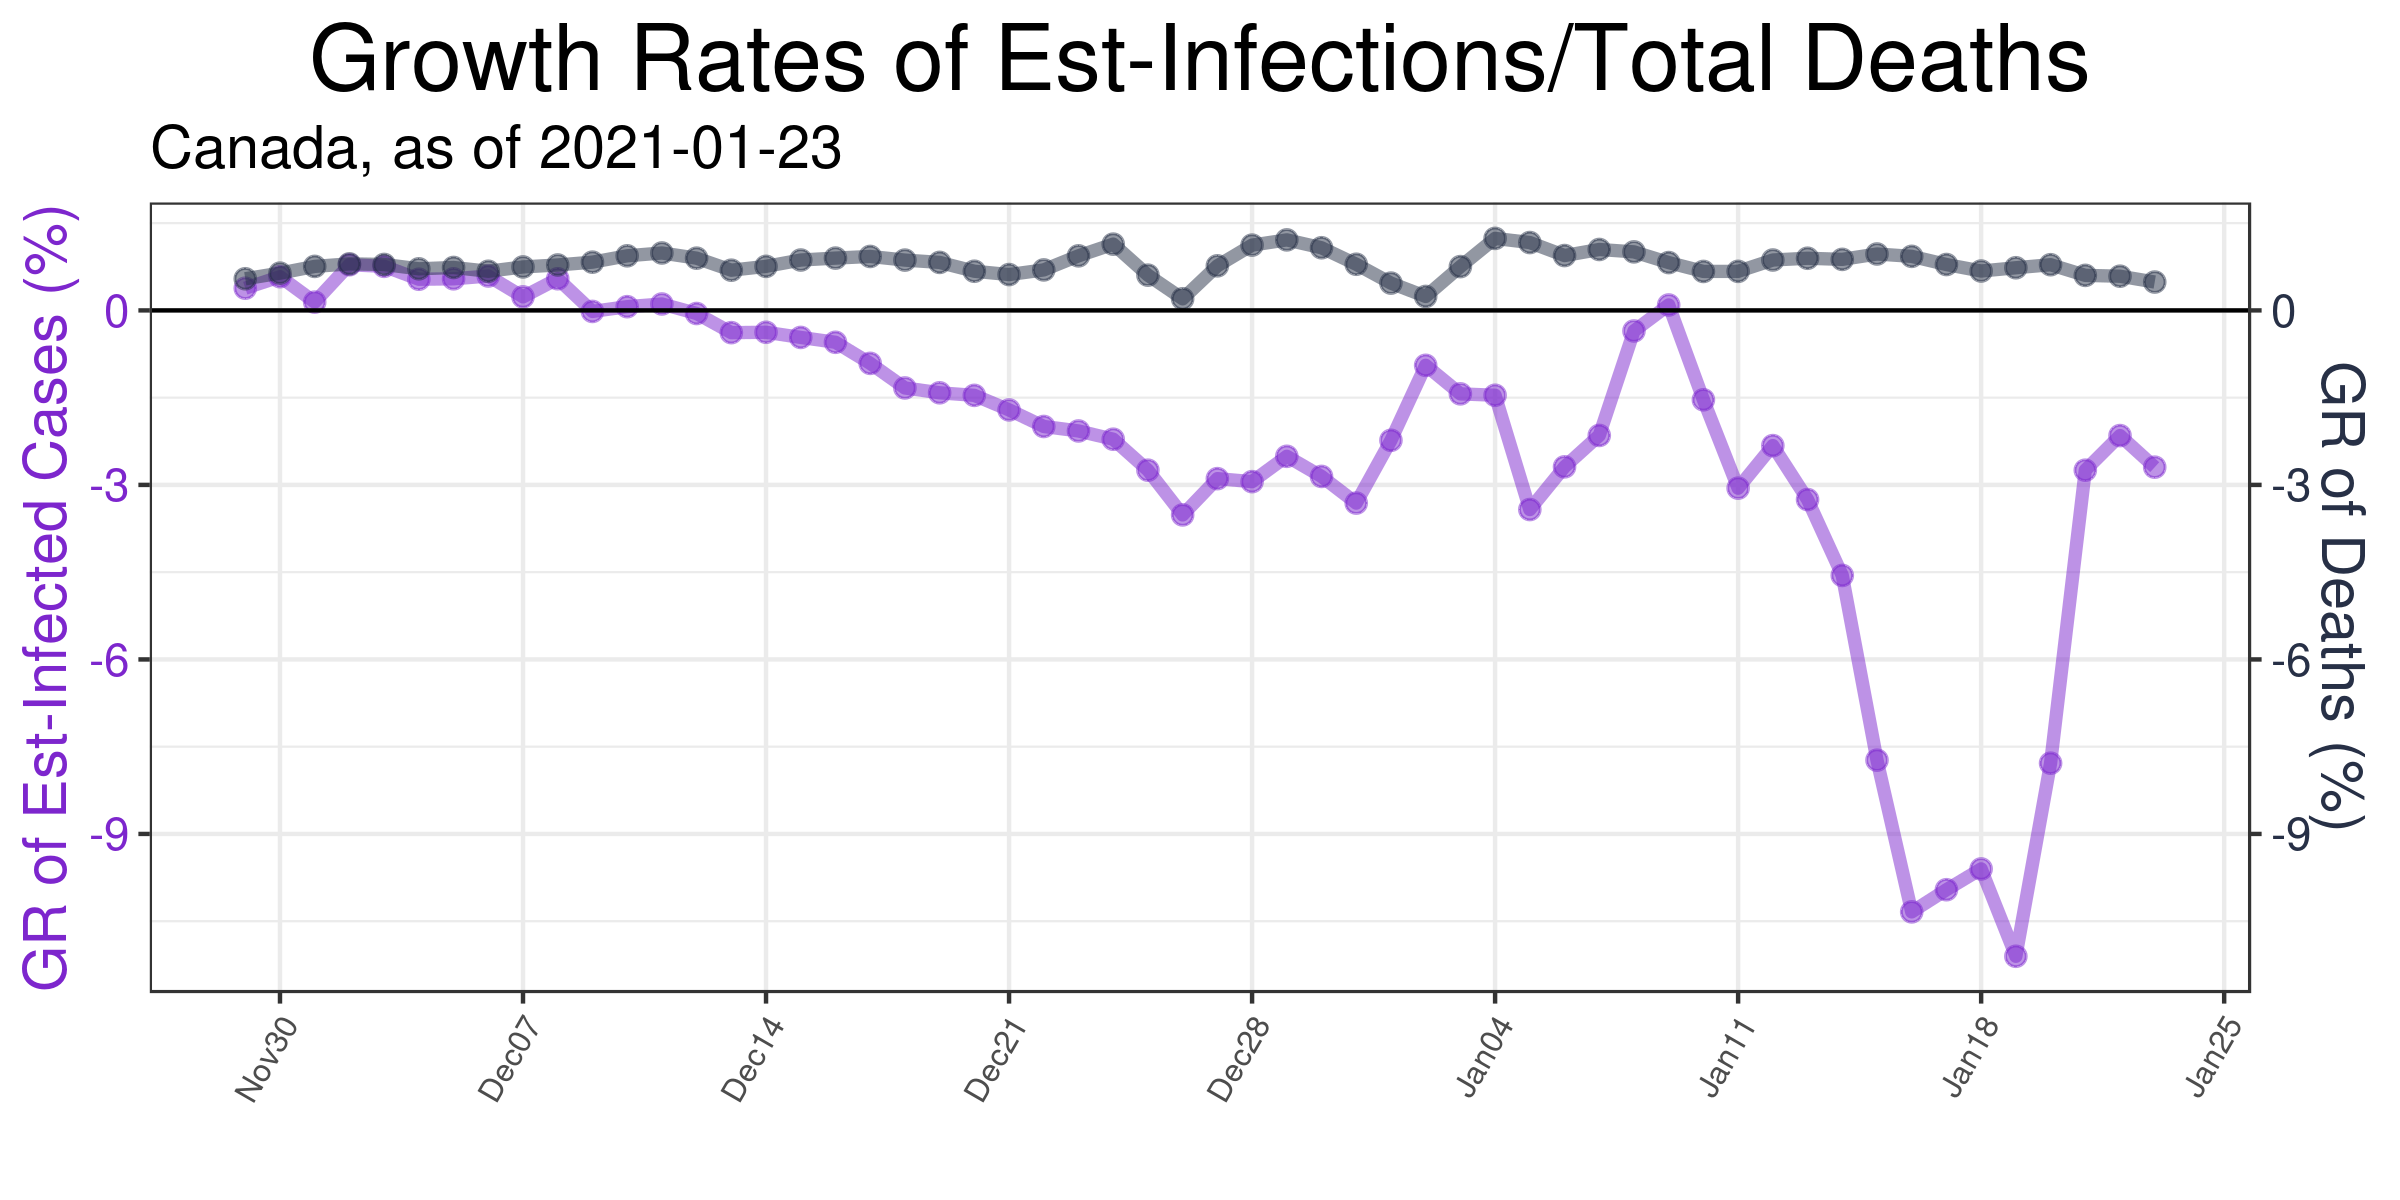 Growth Rates of Est-Infections/Total Deaths
Canada, as of 2021-01-23
GR of Est-Infected Cases (%)
0
-3
-6
-9
0
-3
-6
-9
GR of Deaths (%)
Nov30
Dec07
Dec14
Dec21
Dec28
Jan04
Jan11
Jan18
Jan25